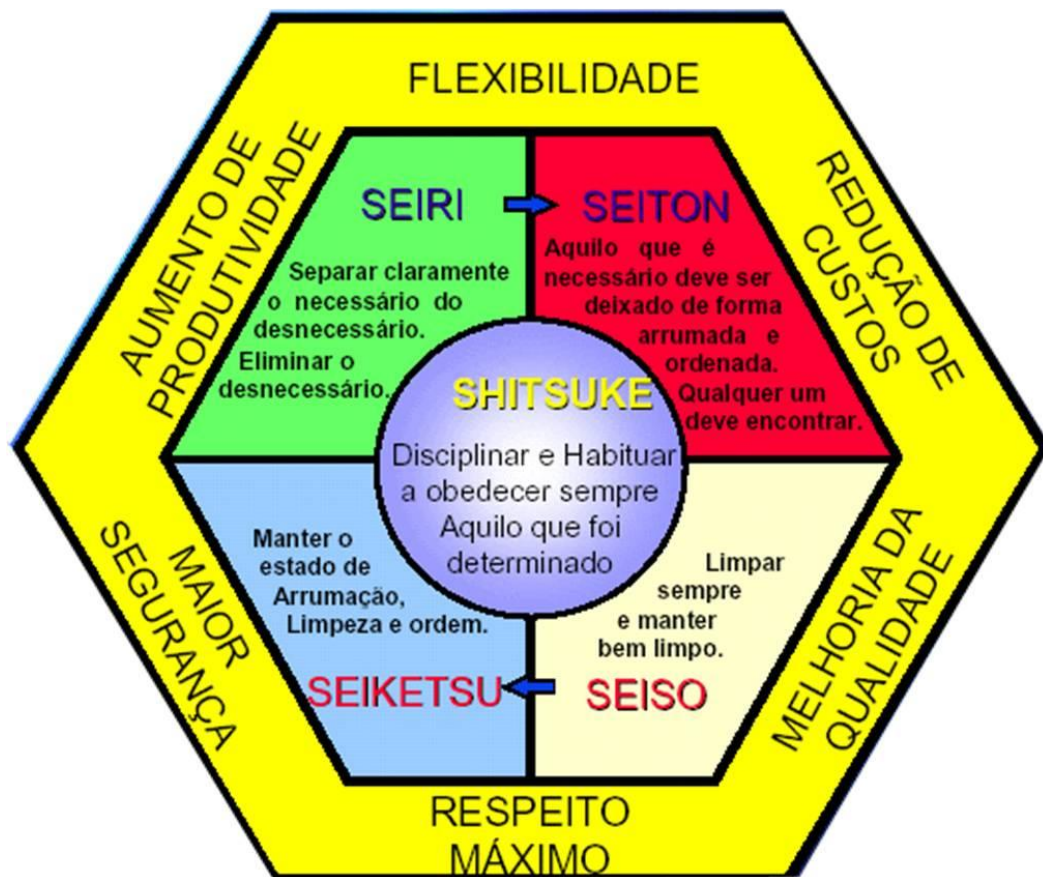 FLEXIBILIDADE
AUMENTO DE
PRODUTIVIDADE
REDUÇÃO DE
CUSTOS
SEIRI
Separar claramente
o necessário do
desnecessário.
Eliminar o
desnecessário.
SEITON
Aquilo que é
necessário deve ser
deixado de forma
arrumada e
ordenada.
Qualquer um
deve encontrar.
SHITSUKE
Disciplinar e Habituar
a obedecer sempre
Aquilo que foi
determinado
Manter o
estado de
Arrumação,
Limpeza e ordem.
SEIKETSU
Limpar
sempre
e manter
bem limpo.
SEISO
MAIOR
SEGURANÇA
MELHORIA DA
QUALIDADE
RESPEITO
MÁXIMO